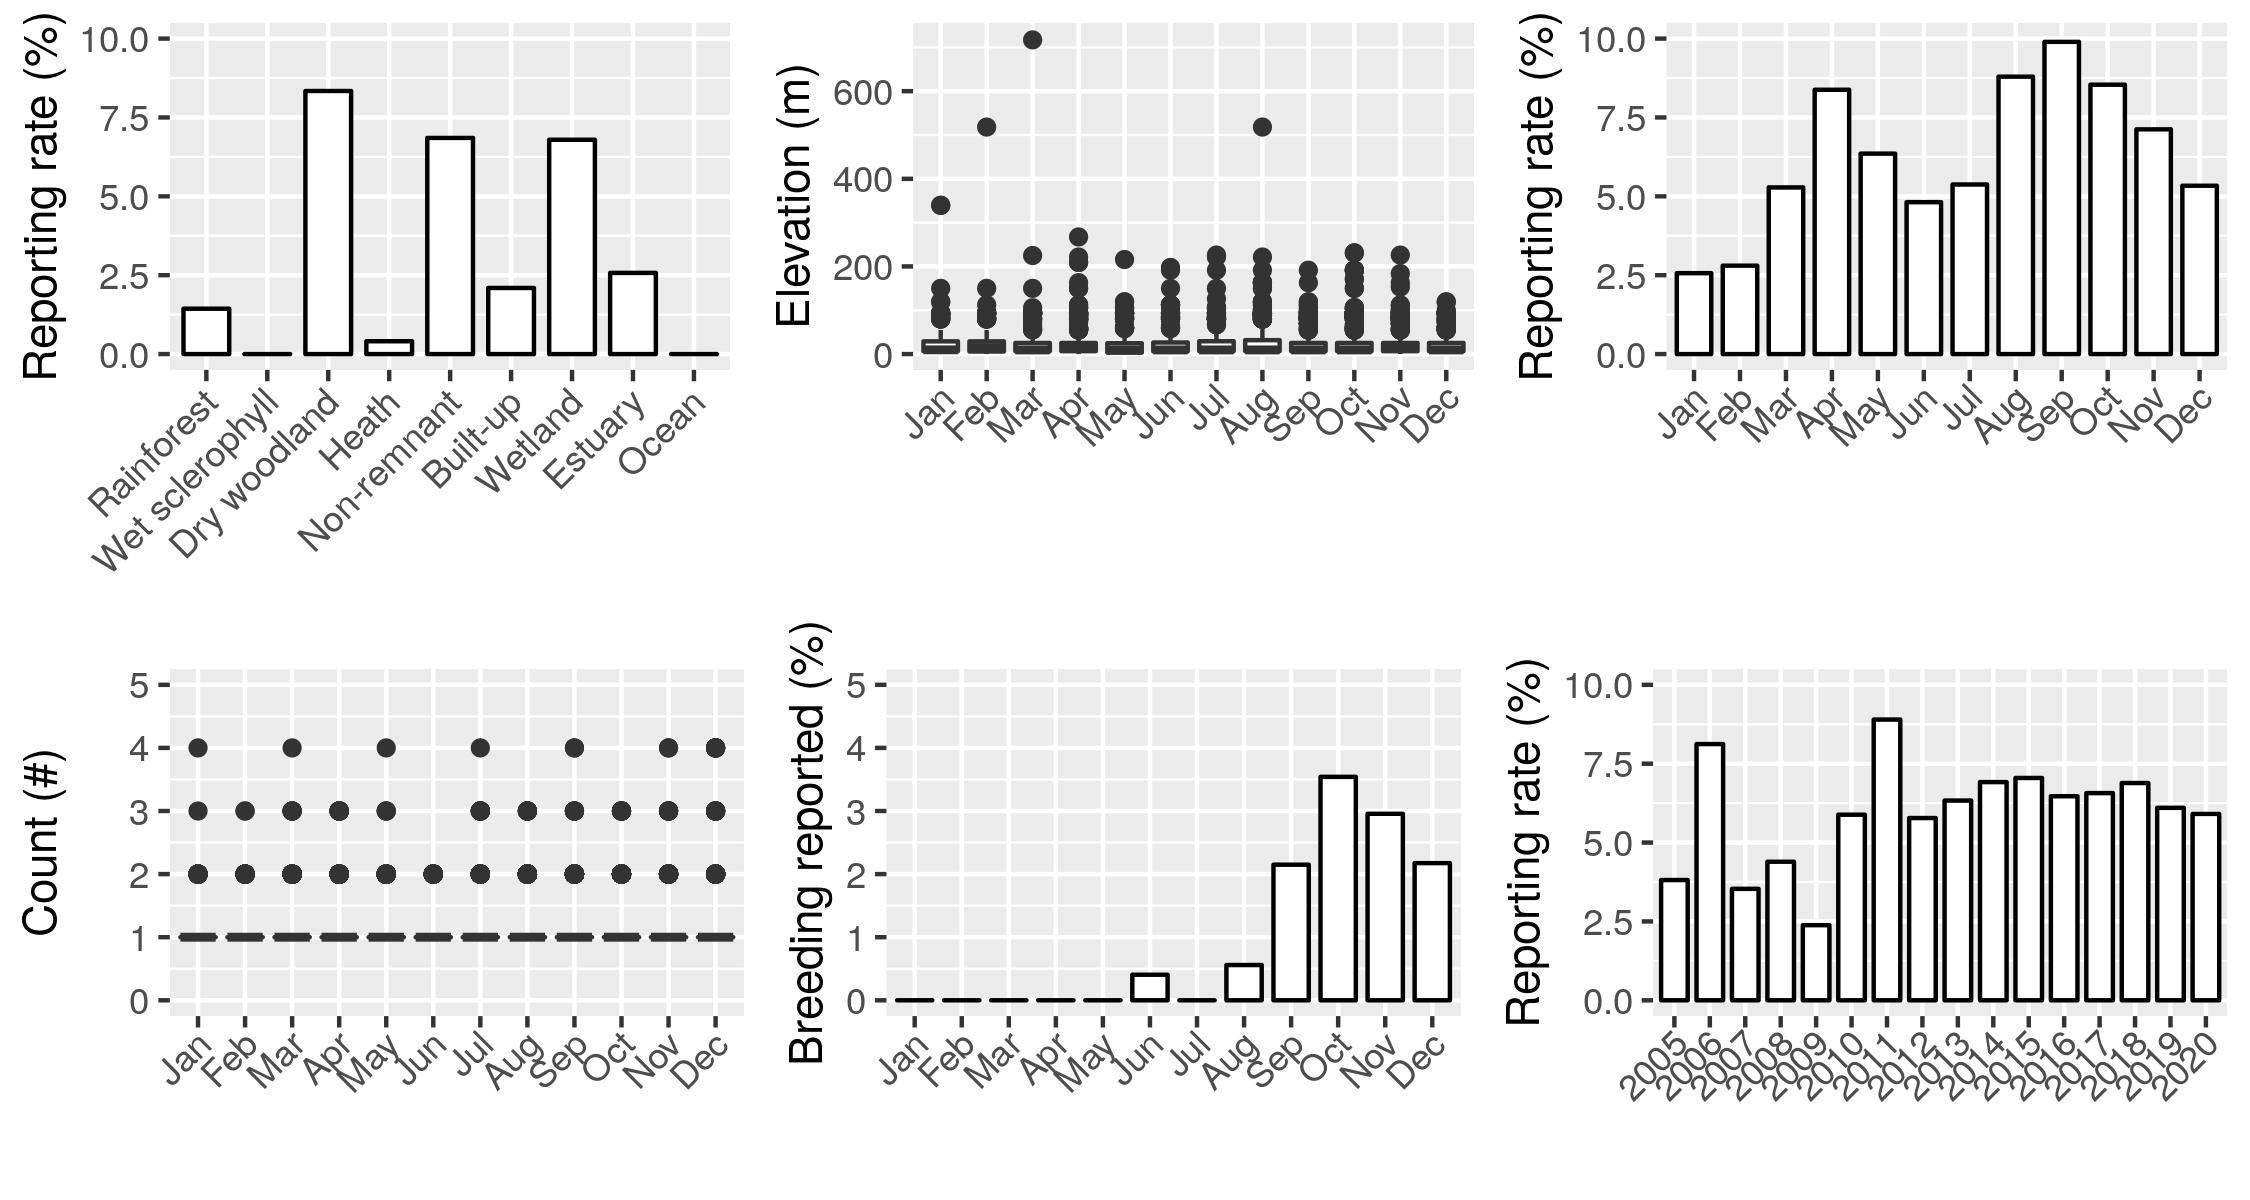 Reporting rate (%)
10.0
7.5
5.0
2.5
0.0
Rainforest
Wet sclerophyll
Dry woodland
Heath
Non-remnant
Built-up
Wetland
Estuary
Ocean
Elevation (m)
600
400
200
0
Jan
Feb
Mar
Apr
May
Jun
Jul
Aug
Sep
Oct
Nov
Dec
Reporting rate (%)
10.0
7.5
5.0
2.5
0.0
Jan
Feb
Mar
Apr
May
Jun
Jul
Aug
Sep
Oct
Nov
Dec
Count (#)
5
4
3
2
1
0
Jan
Feb
Mar
Apr
May
Jun
Jul
Aug
Sep
Oct
Nov
Dec
Breeding reported (%)
5
4
3
2
1
0
Jan
Feb
Mar
Apr
May
Jun
Jul
Aug
Sep
Oct
Nov
Dec
Reporting rate (%)
10.0
7.5
5.0
2.5
0.0
2005
2006
2007
2008
2009
2010
2011
2012
2013
2014
2015
2016
2017
2018
2019
2020